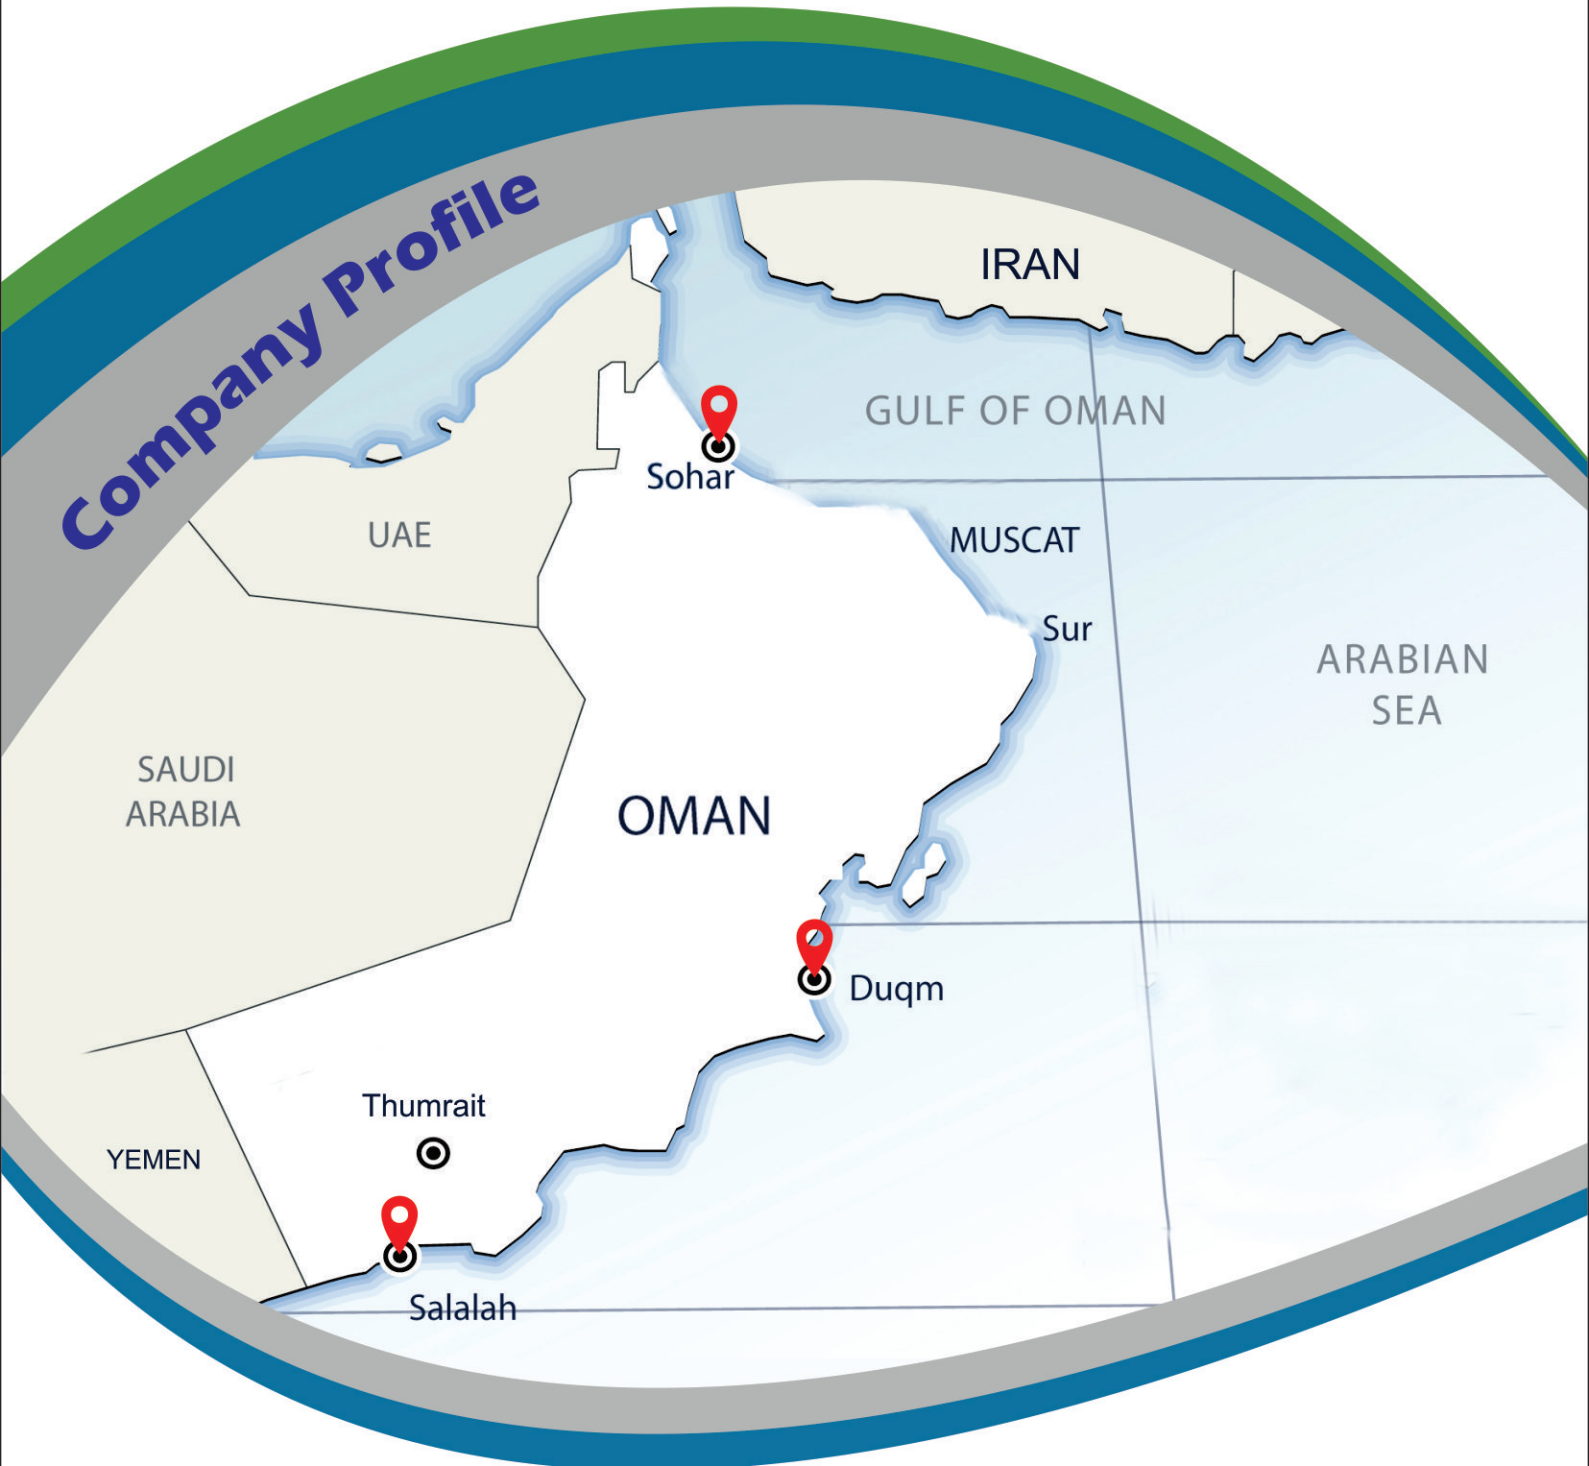 Company Profile
IRAN
GULF OF OMAN
Sohar
UAE
MUSCAT
Sur
ARABIAN
SEA
SAUDI
ARABIA
OMAN
Duqm
Thumrait
YEMEN
Salalah